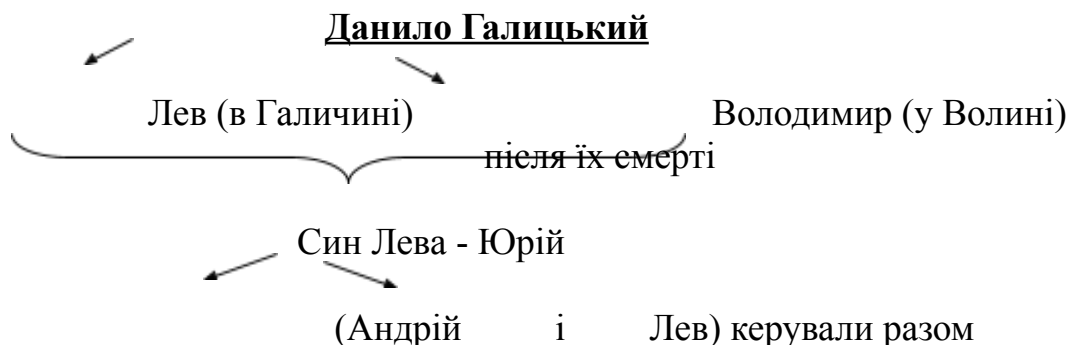 Данило Галицький
Лев (в Галичині) Володимир (у Волині)
після їх смерті
Син Лева - Юрій
(Андрій і Лев) керували разом